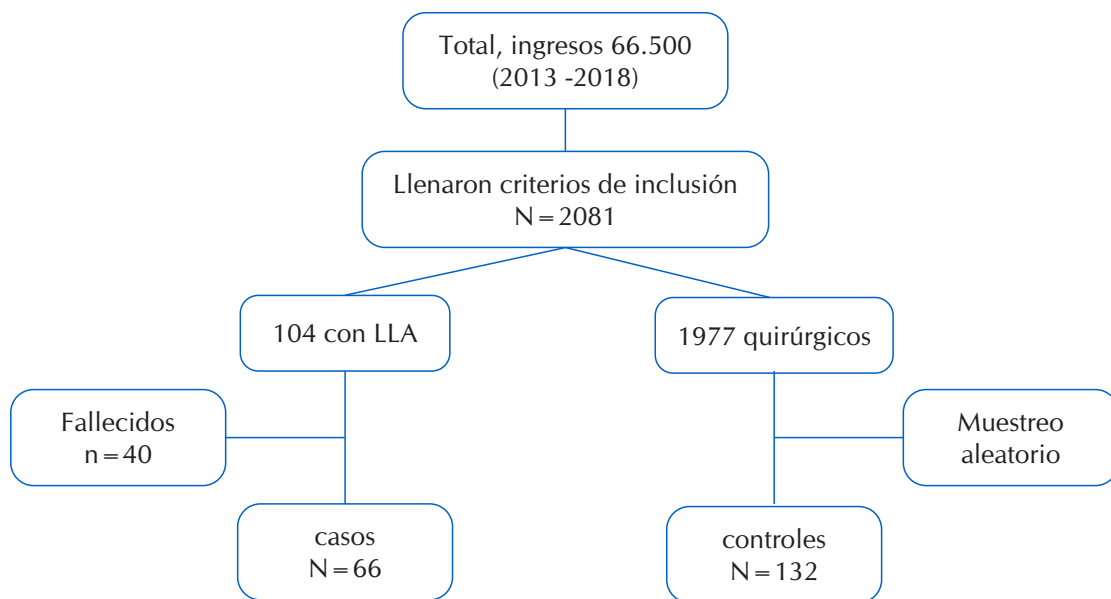 Total, ingresos 66.500
(2013 -2018)
Llenaron criterios de inclusión
N=2081
104 con LLA
1977 quirúrgicos
Fallecidos
n=40
Muestreo
aleatorio
casos
N=66
controles
N=132